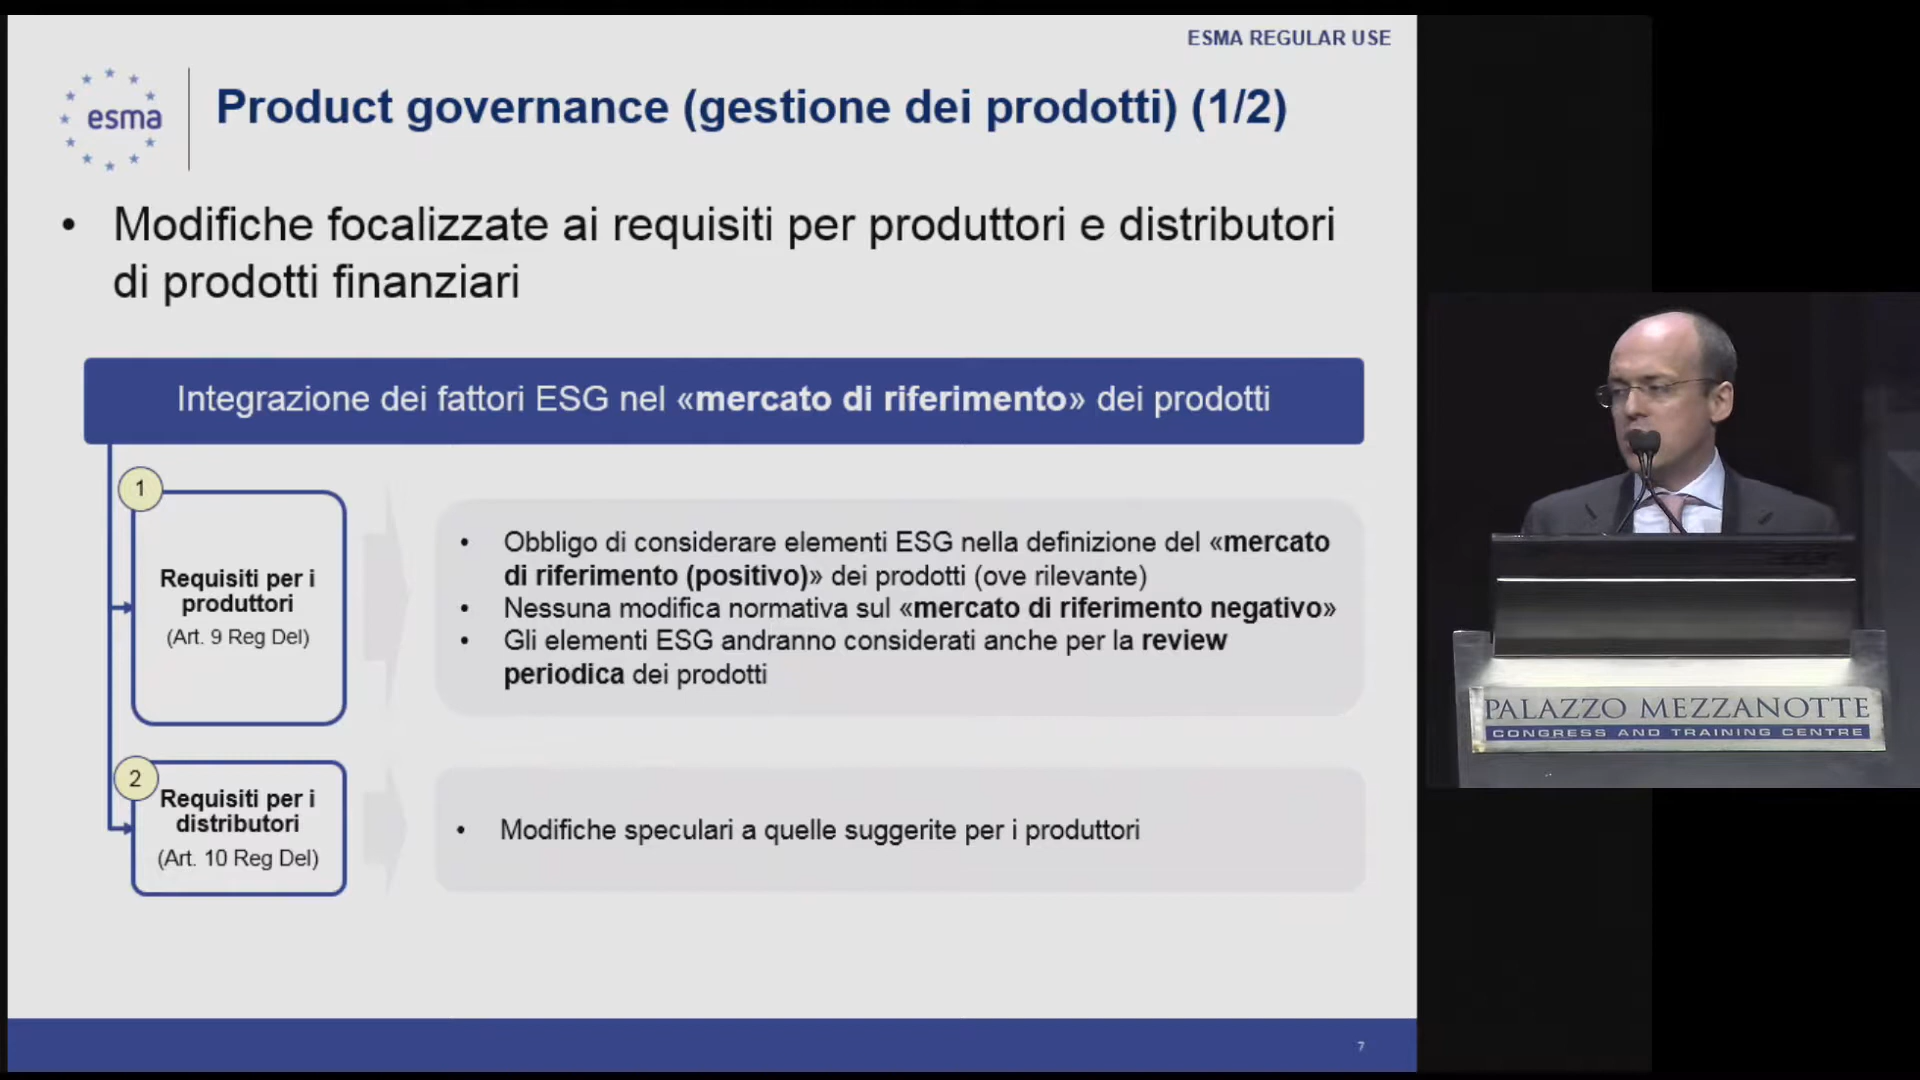 ESMA REGULAR USE
esma
Product governance (gestione dei prodotti) (1/2)
• Modifiche focalizzate ai requisiti per produttori e distributori
di prodotti finanziari
Integrazione dei fattori ESG nel «mercato di riferimento» dei prodotti
1
Requisiti per i
produttori
(Art. 9 Reg Del)
• Obbligo di considerare elementi ESG nella definizione del «mercato
di riferimento (positivo)» dei prodotti (ove rilevante)
• Nessuna modifica normativa sul «mercato di riferimento negativo»
• Gli elementi ESG andranno considerati anche per la review
periodica dei prodotti
2
Requisiti per i
distributori
(Art. 10 Reg Del)
• Modifiche speculari a quelle suggerite per i produttori
7
PALAZZO MEZZANOTTE
CONGRESS AND TRAINING CENTRE